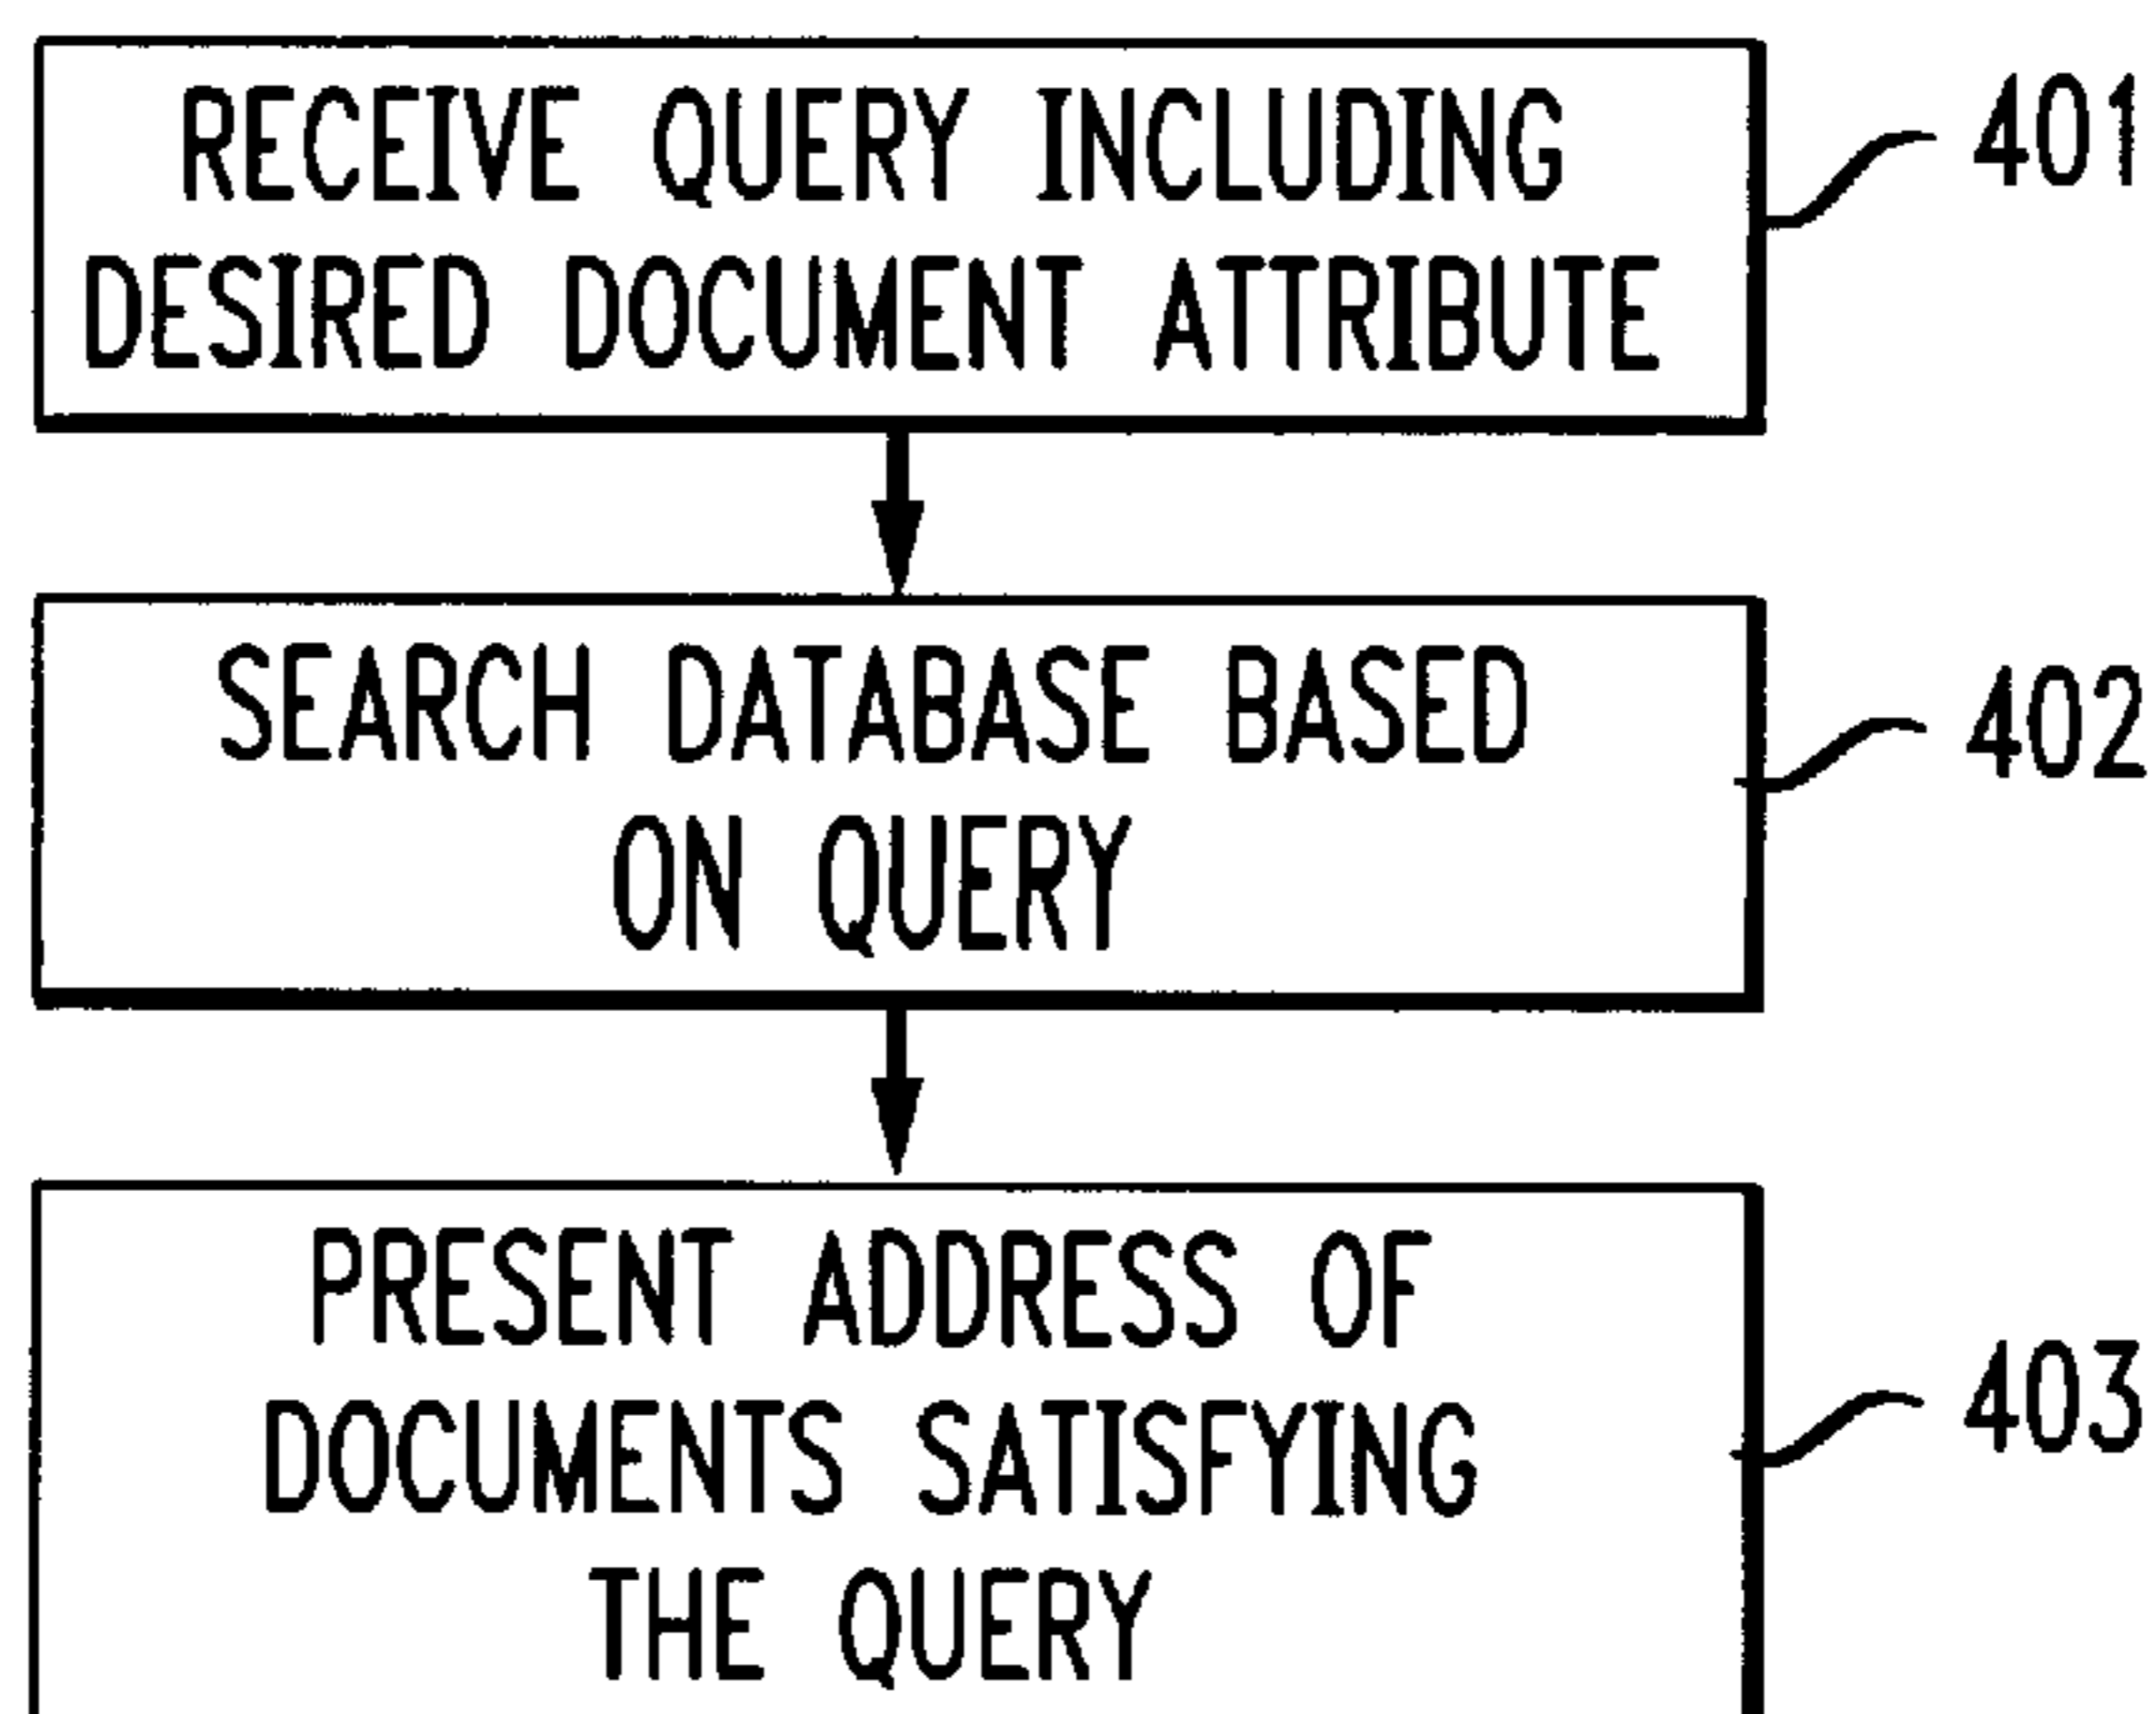 RECEIVE QUERY INCLUDING
DESIRED DOCUMENT ATTRIBUTE
401
SEARCH DATABASE BASED
ON QUERY
402
PRESENT ADDRESS OF
DOCUMENTS SATISFYING
THE QUERY
403